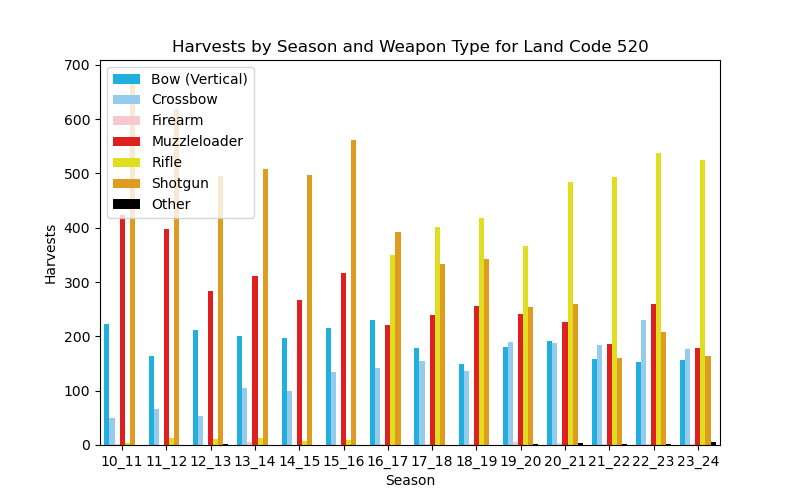 Harvests by Season and Weapon Type for Land Code 520
700
600
500
400
300
200
100
0
Harvests
Bow (Vertical)
Crossbow
Firearm
Muzzleloader
Rifle
Shotgun
Other
10_11 11_12 12_13 13_14 14_15 15_16 16_17 17_18 18_19 19_20 20_21 21_22 22_23 23_24
Season